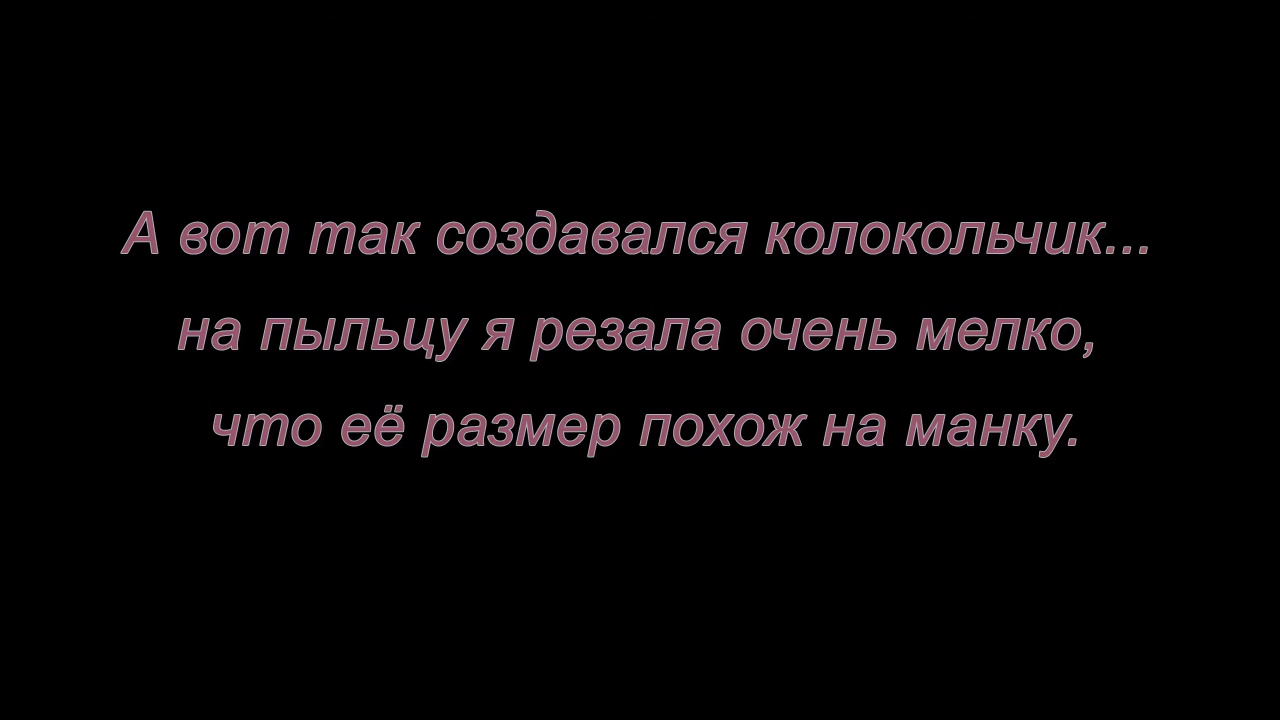 А вот так создавался колокольчик...
на пыльцу я резала очень мелко,
что её размер похож на манку.